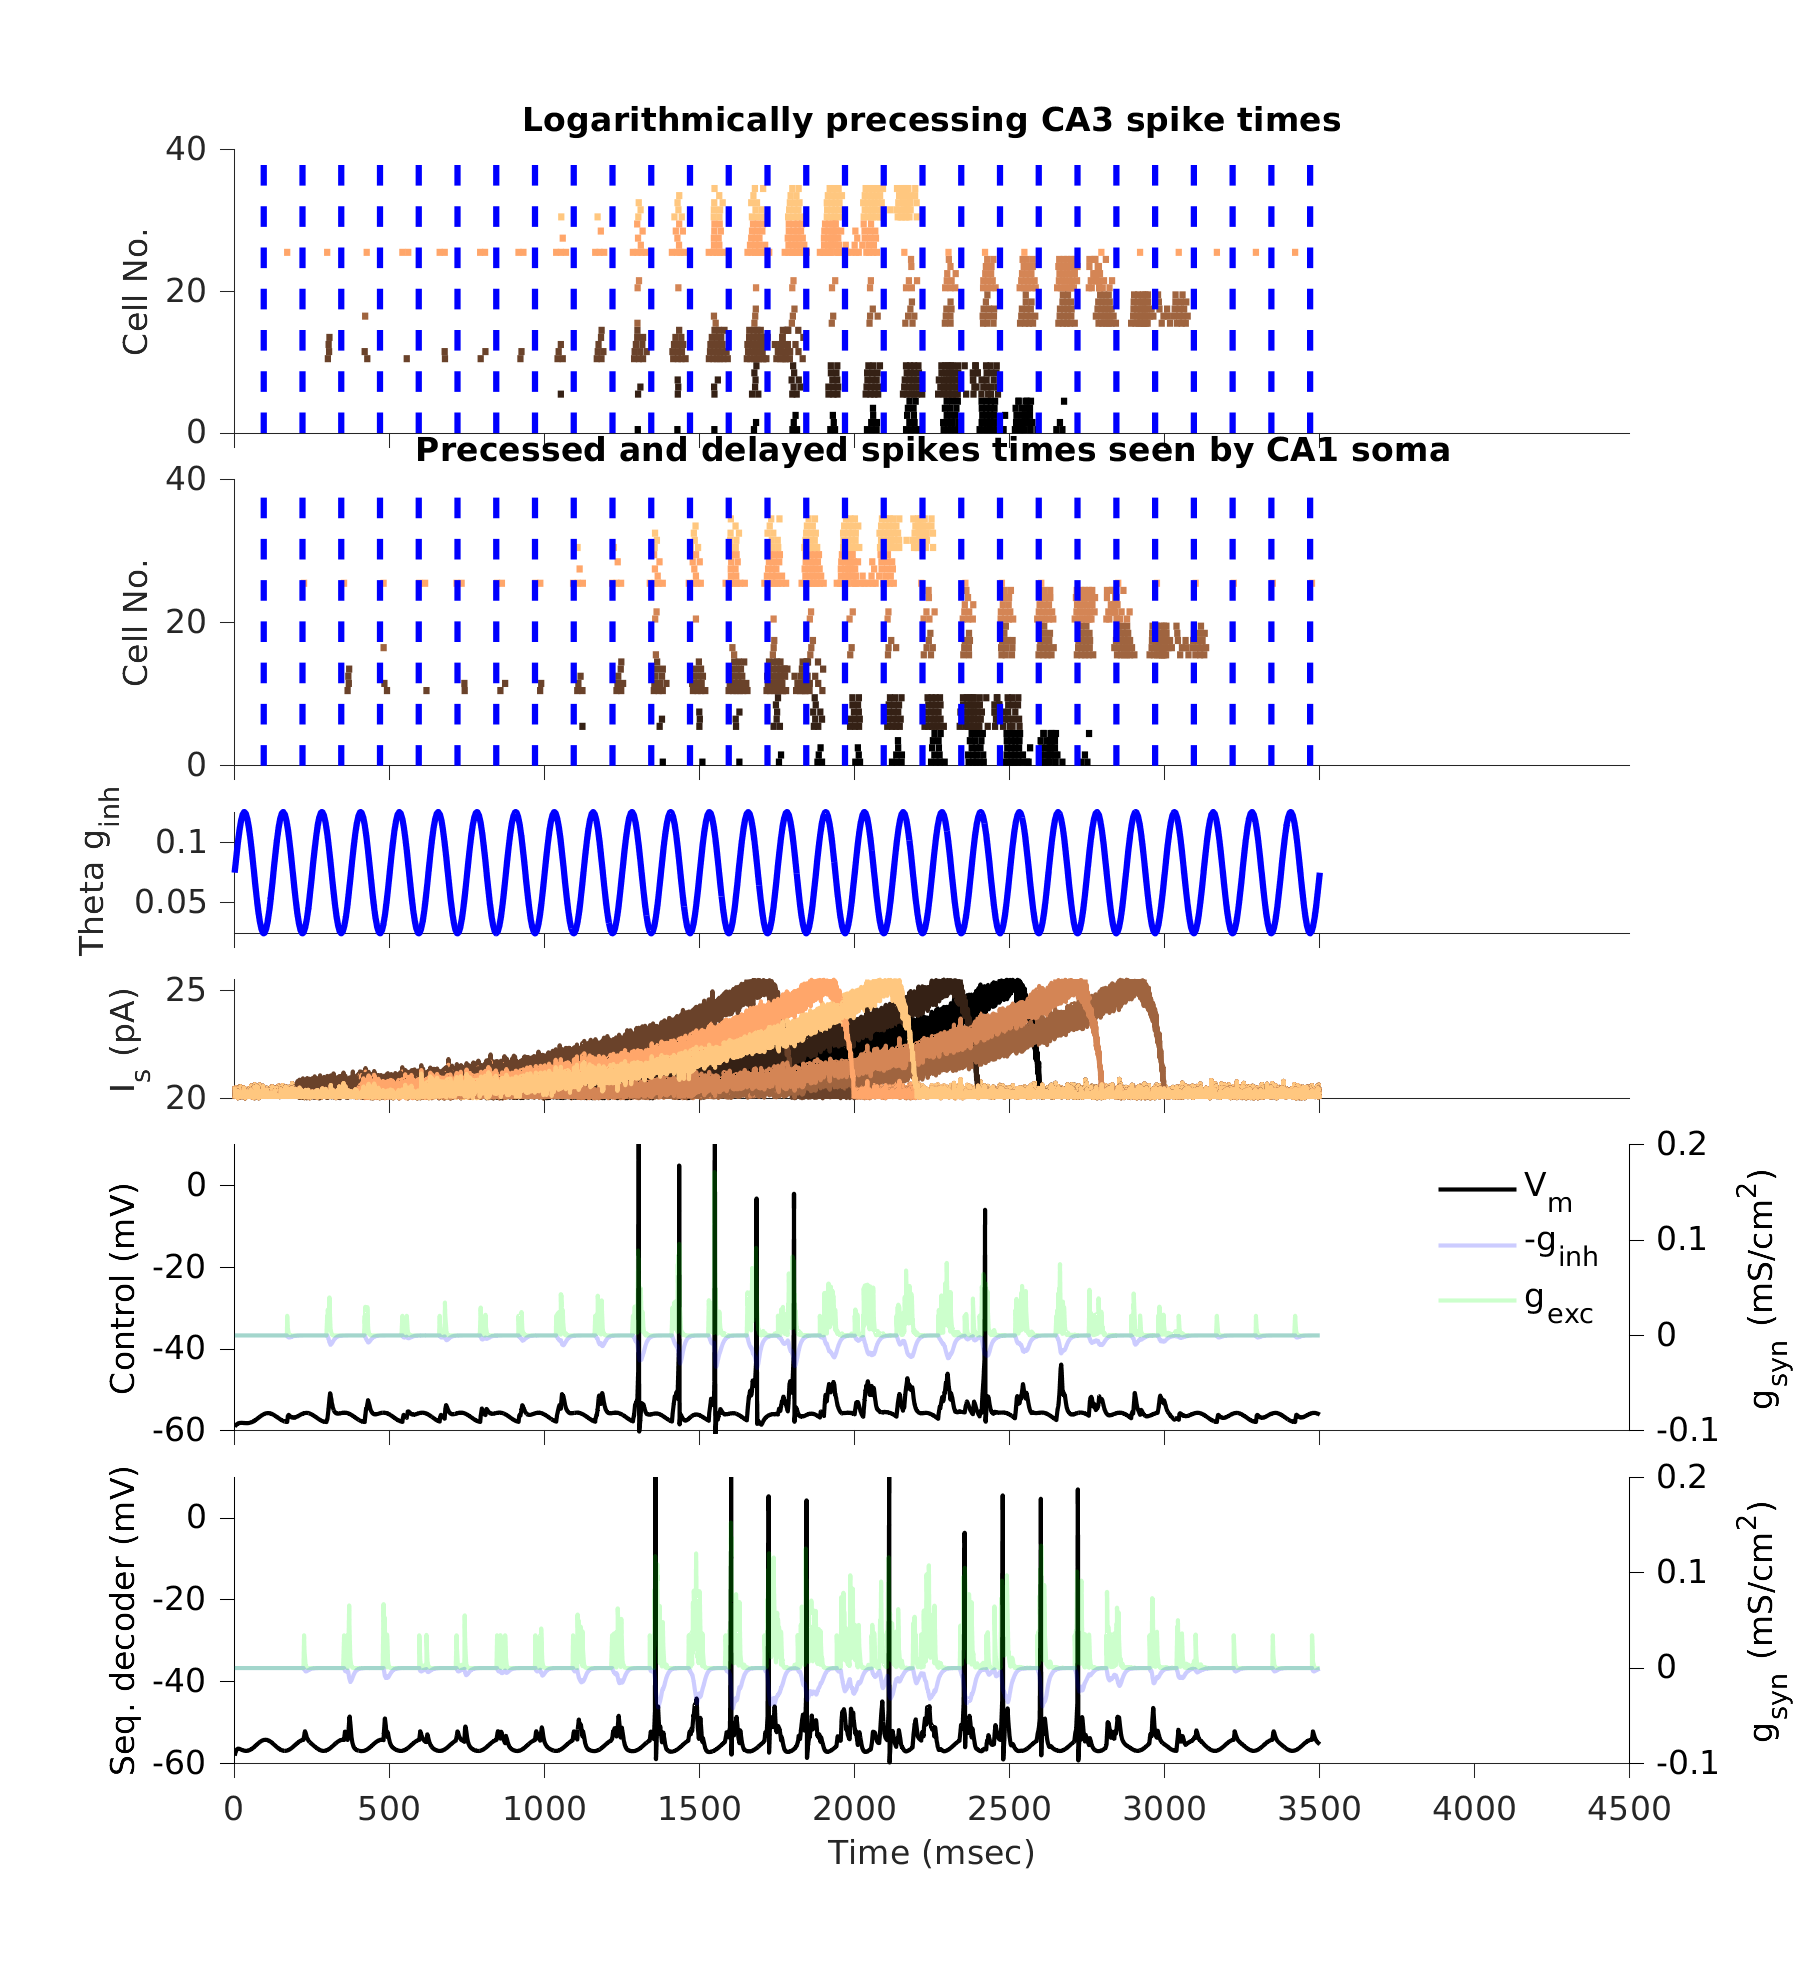 Logarithmically precessing CA3 spike times
40
20
0
Cell No.
Precessed and delayed spikes times seen by CA1 soma
40
20
0
Cell No.
0.1
0.05
Theta g_inh
25
20
I_s (pA)
0
-20
-40
-60
Control (mV)
V_m
-g_inh
g_exc
0.2
0.1
0
-0.1
g_syn (mS/cm^2)
0
-20
-40
-60
Seq. decoder (mV)
0.2
0.1
0
-0.1
g_syn (mS/cm^2)
0 500 1000 1500 2000 2500 3000 3500 4000 4500
Time (msec)